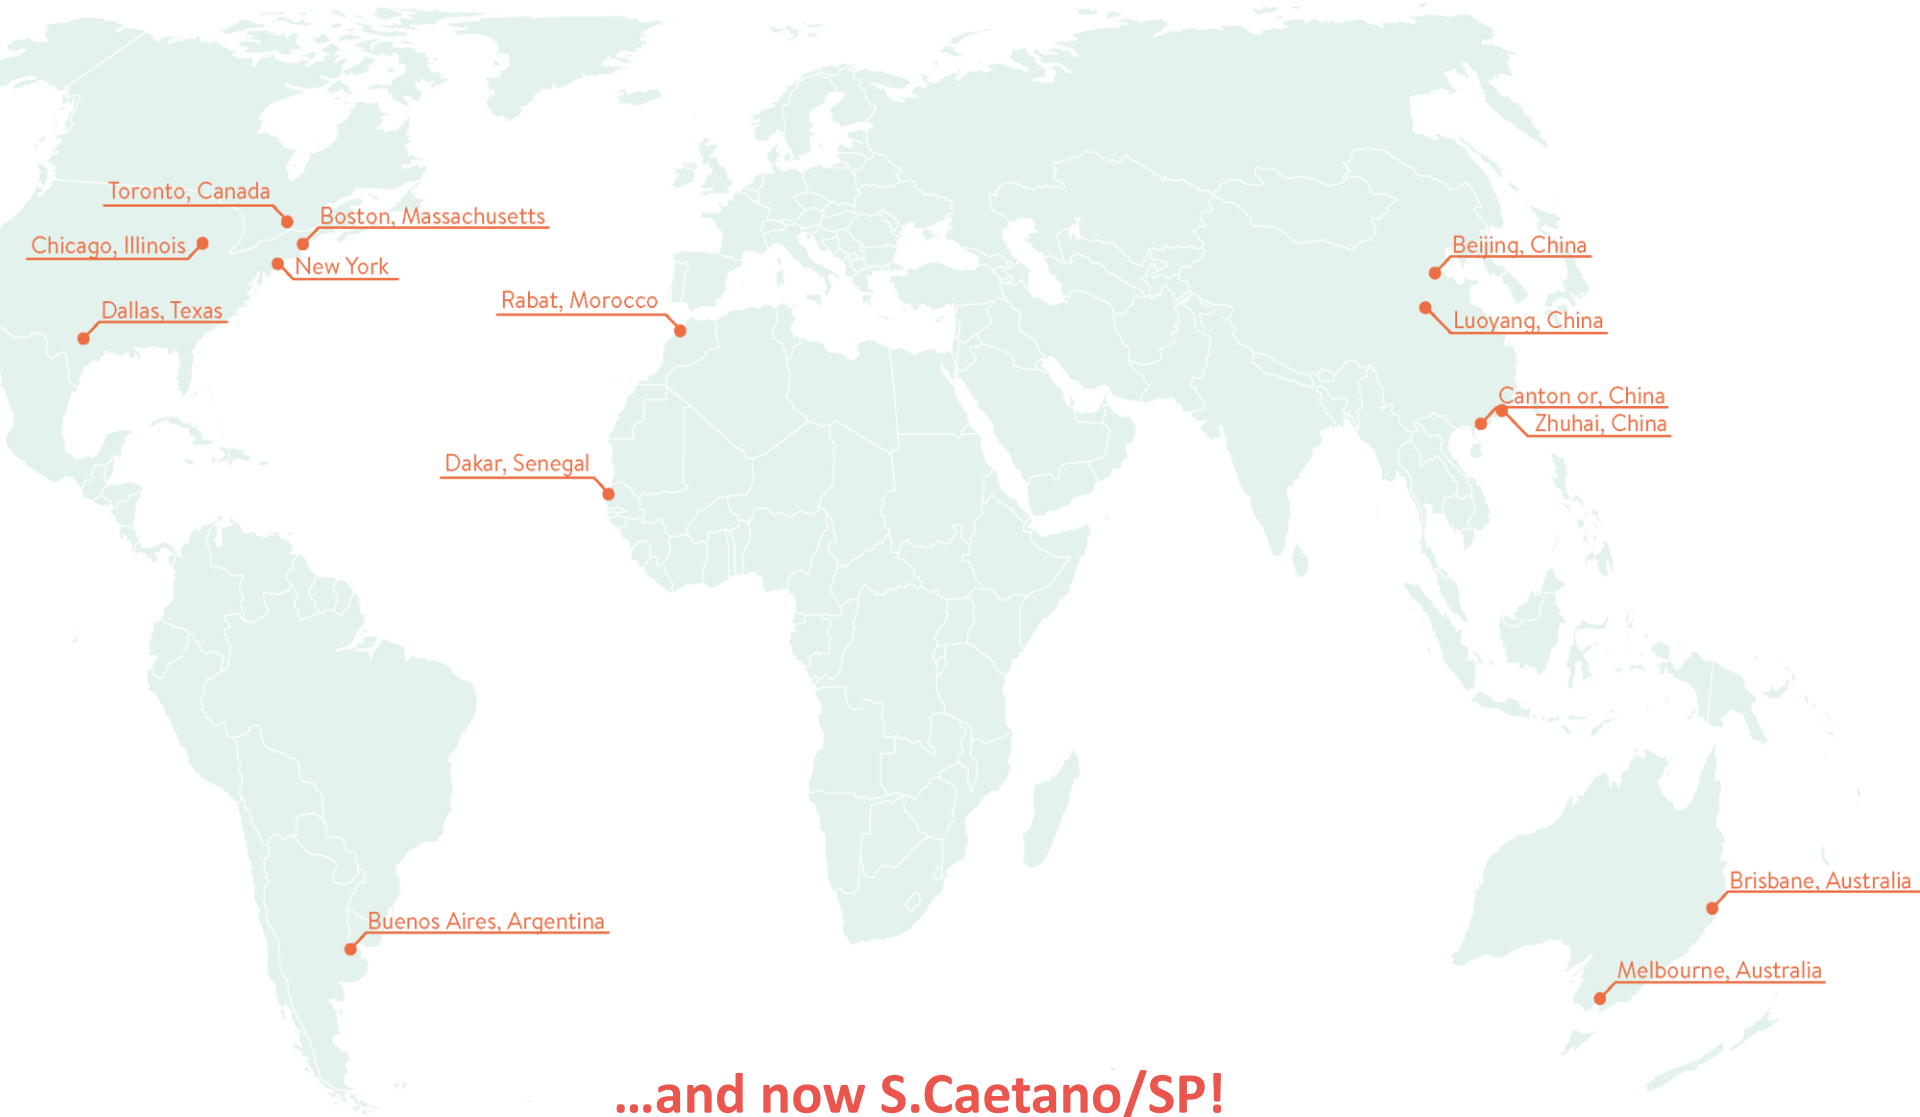 Toronto, Canada
Boston, Massachusetts
Chicago, Illinois
New York
Dallas, Texas
Rabat, Morocco
Dakar, Senegal
Buenos Aires, Argentina
Beijing, China
Luoyang, China
Canton or, China
Zhuhai, China
Brisbane, Australia
Melbourne, Australia
...and now S.Caetano/SP!